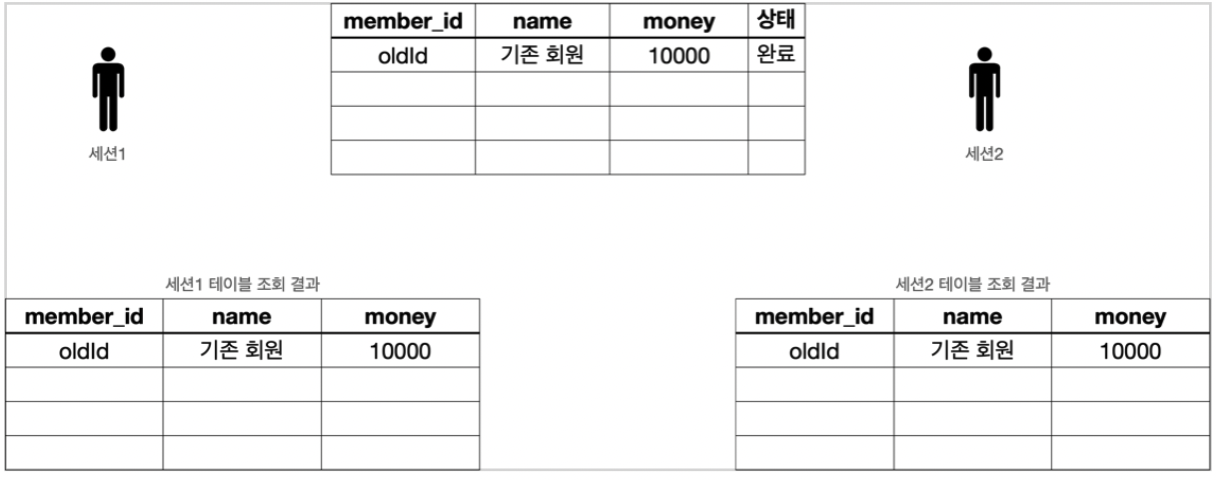 member_id name money 상태
oldId 기존 회원 10000 완료
세션1
세션2
세션1 테이블 조회 결과
member_id name money
oldId 기존 회원 10000
세션2 테이블 조회 결과
member_id name money
oldId 기존 회원 10000